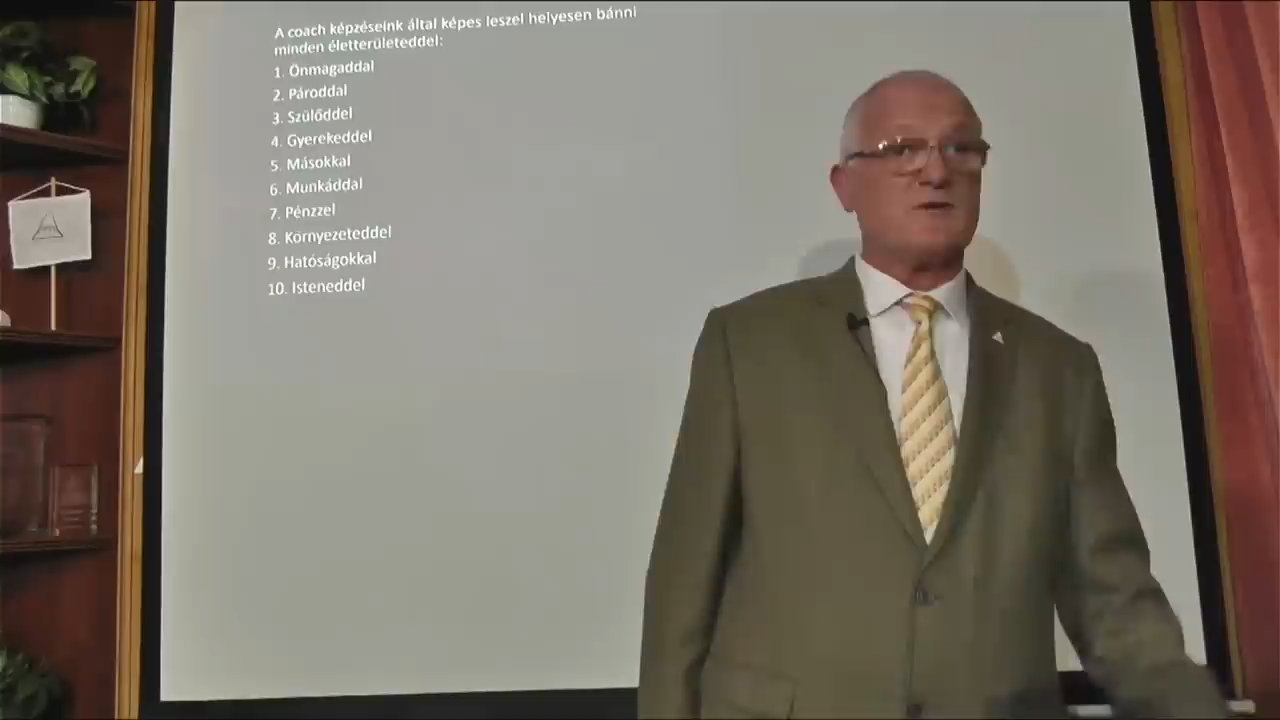 A coach képzéseink által képes leszel helyesen bánni
minden életterületeddel:
1. Önmagaddal
2. Pároddal
3. Szülőddel
4. Gyerekeddel
5. Másokkal
6. Munkáddal
7. Pénzzel
8. Környezeteddel
9. Hatóságokkal
10. Isteneddel